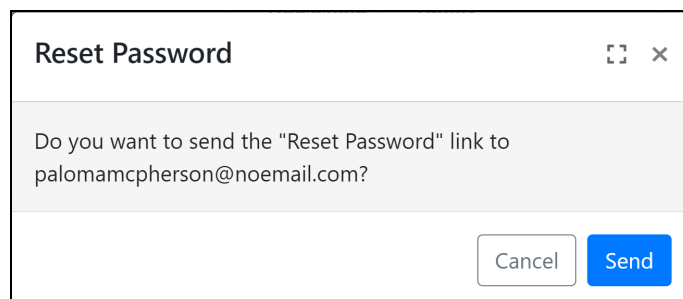 Reset Password
Do you want to send the "Reset Password" link to
palomamcpherson@noemail.com?
Cancel
Send